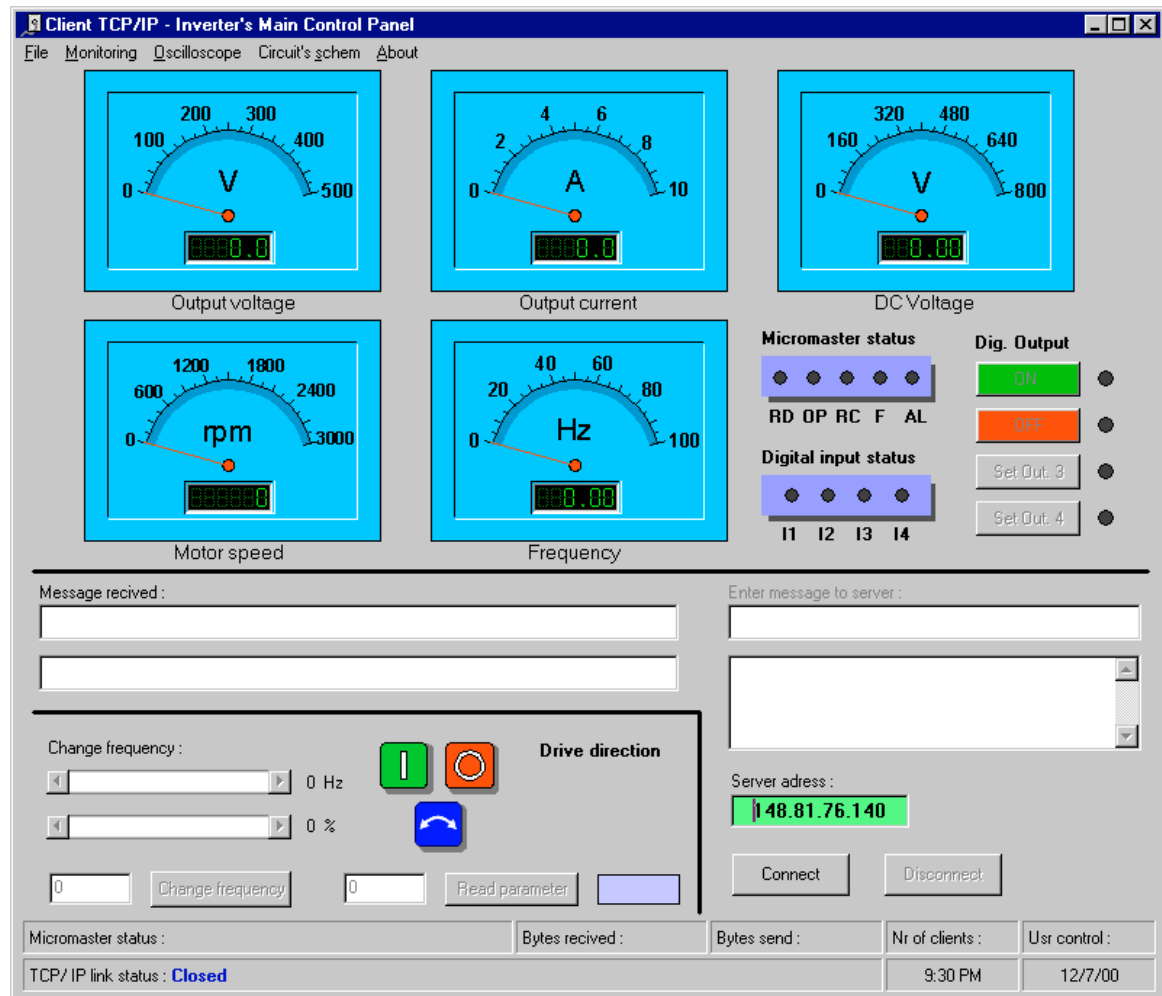 Client TCP/IP - Inverter's Main Control Panel
File Monitoring Oscilloscope Circuit's schem About
0 100 200 300 400 500
V
0.0
Output voltage
0 2 4 6 8 10
A
0.0
Output current
0 160 320 480 640 800
V
0.00
DC Voltage
0 600 1200 1800 2400 3000
rpm
0
Motor speed
0 20 40 60 80 100
Hz
0.00
Frequency
Micromaster status
RD OP RC F AL
Digital input status
I1 I2 I3 I4
Dig. Output
ON
OFF
Set Out. 3
Set Out. 4
Message recived :
Enter message to server :
Change frequency :
0 Hz
0 %
Drive direction
0 Change frequency 0 Read parameter
Server adress :
148.81.76.140
Connect Disconnect
Micromaster status : Bytes recived : Bytes send : Nr of clients : Usr control :
TCP/ IP link status : Closed 9:30 PM 12/7/00